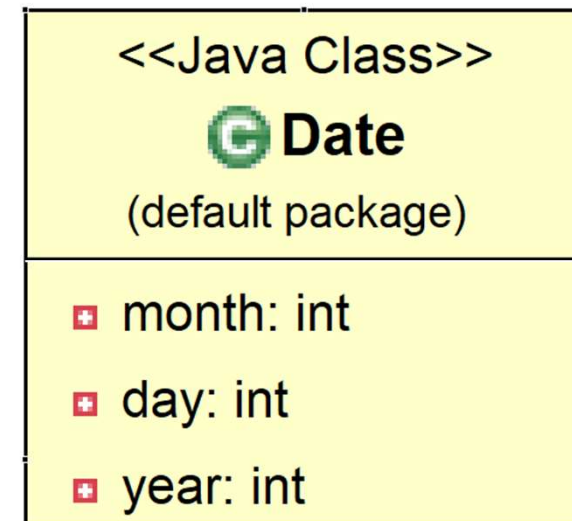 <<Java Class>>
C Date
(default package)
month: int
day: int
year: int